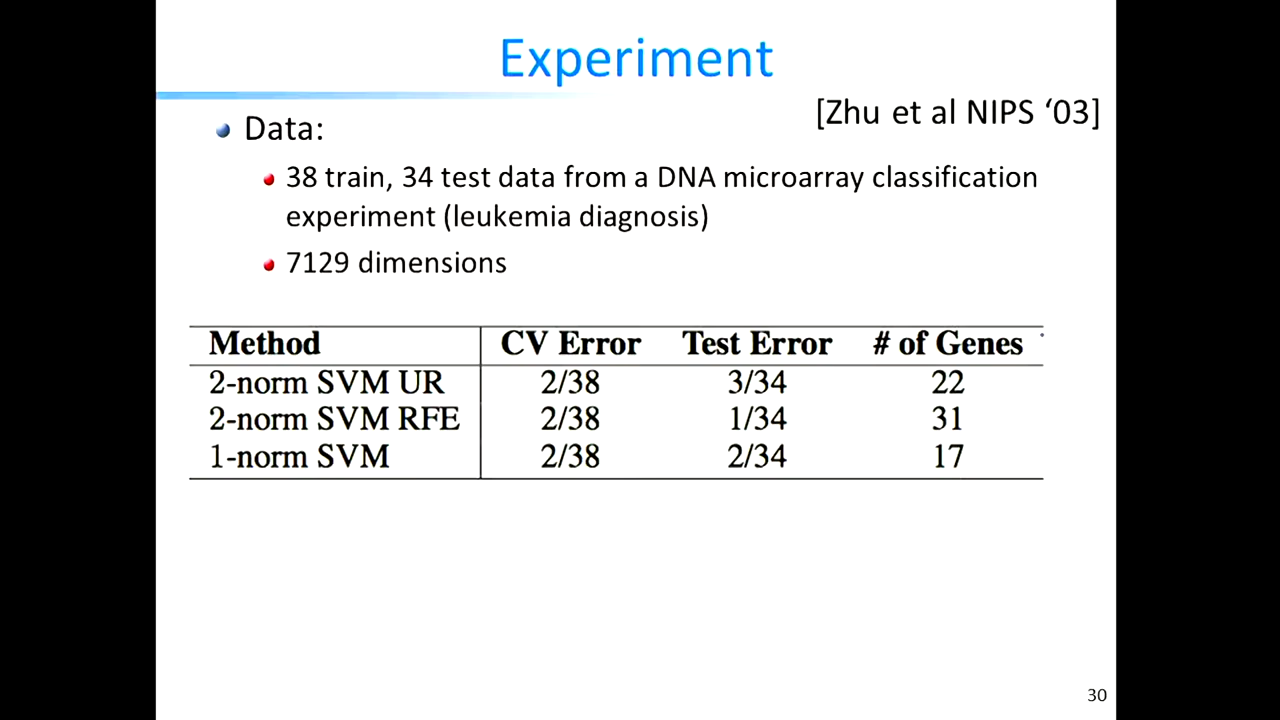 Experiment
[Zhu et al NIPS ‘03]
Data:
38 train, 34 test data from a DNA microarray classification
experiment (leukemia diagnosis)
7129 dimensions
Method CV Error Test Error # of Genes
2-norm SVM UR 2/38 3/34 22
2-norm SVM RFE 2/38 1/34 31
1-norm SVM 2/38 2/34 17
30